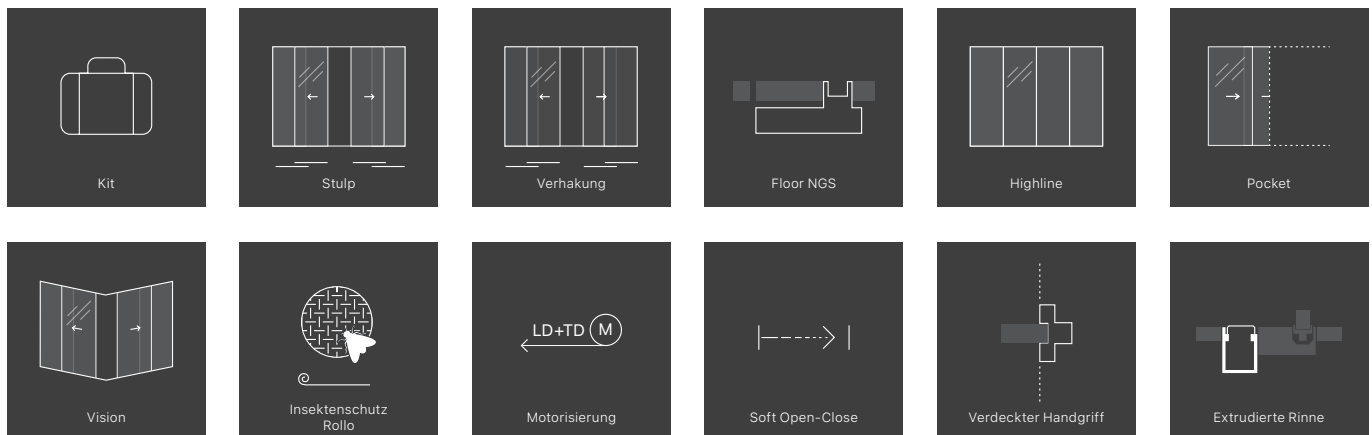 Kit
Stulp
Verhakung
Floor NGS
Highline
Pocket
Vision
Insektenschutz
Rollo
LD+TD M
Motorisierung
Soft Open-Close
Verdeckter Handgriff
Extrudierte Rinne